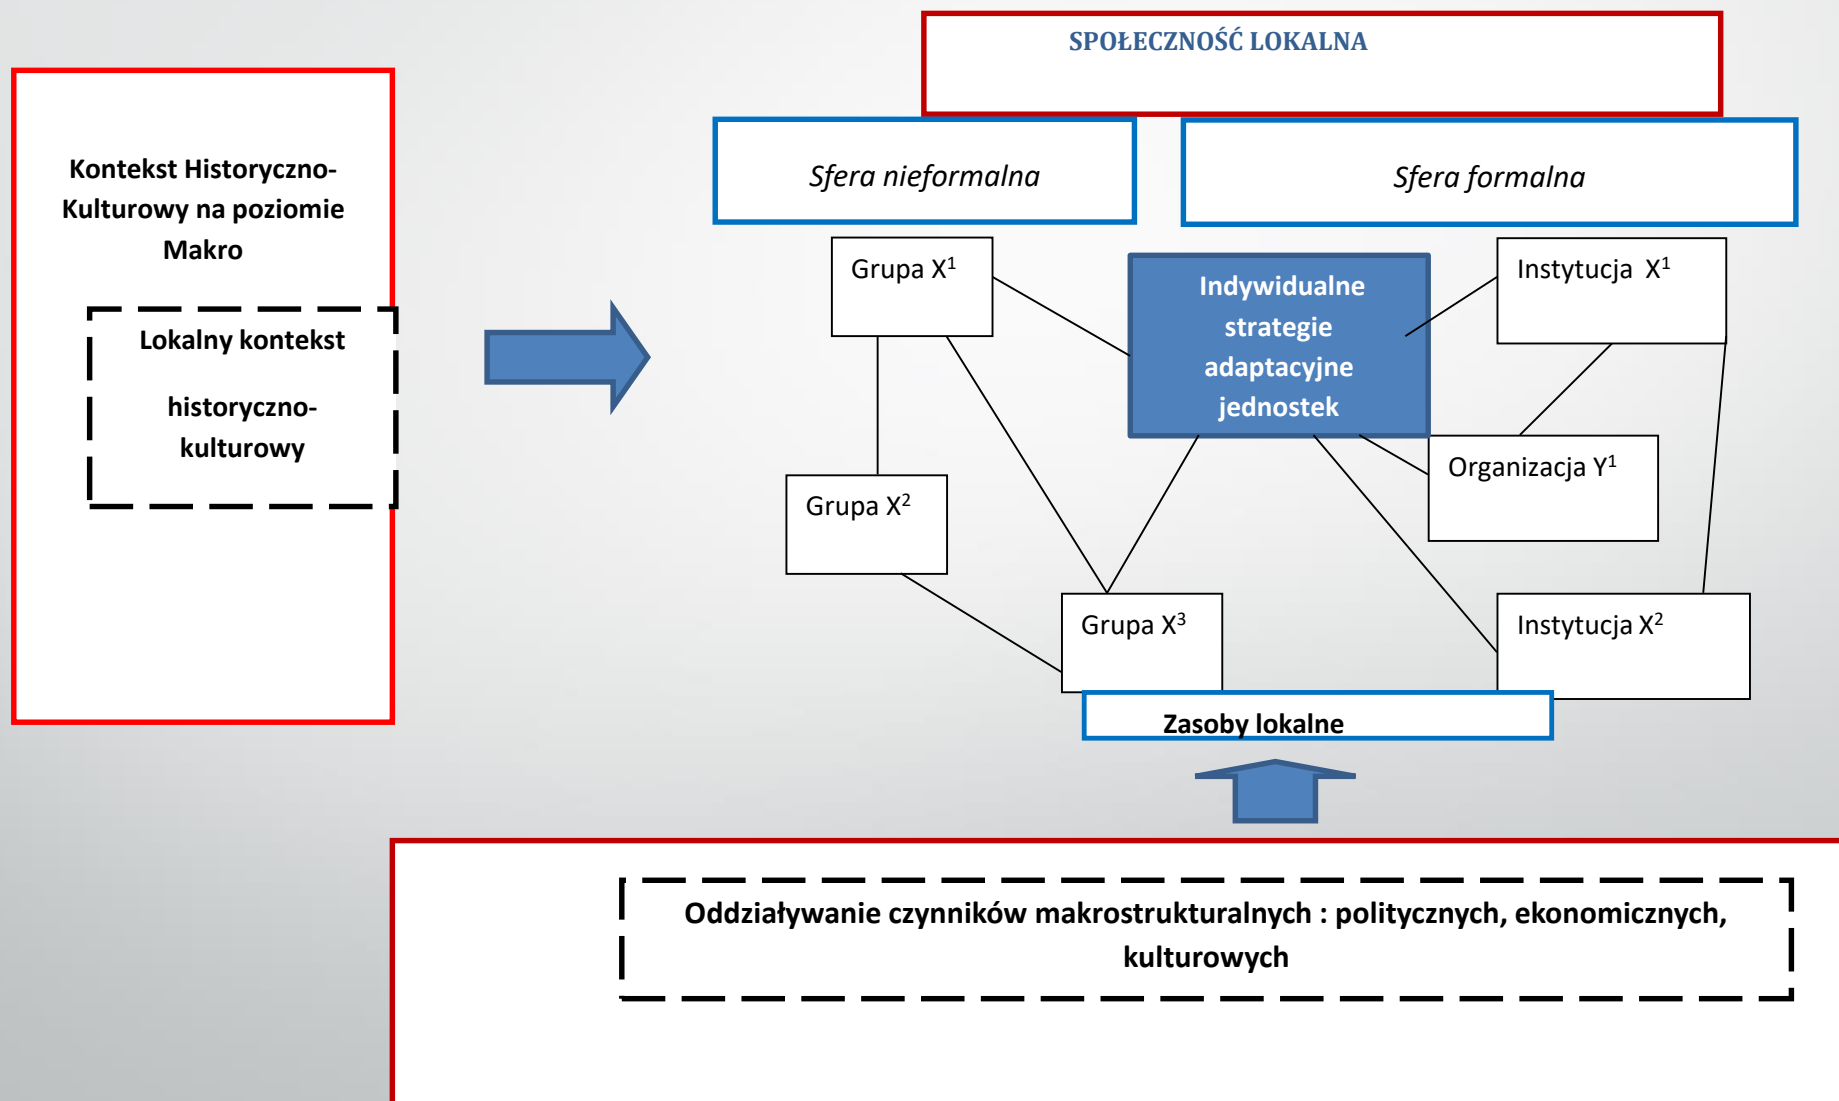 SPOŁECZNOŚĆ LOKALNA
Kontekst Historyczno-
Kulturowy na poziomie
Makro
Lokalny kontekst
historyczno-
kulturowy
Sfera nieformalna
Sfera formalna
Grupa X¹
Indywidualne
strategie
adaptacyjne
jednostek
Instytucja X¹
Grupa X²
Organizacja Y¹
Grupa X³
Instytucja X²
Zasoby lokalne
Oddziaływanie czynników makrostrukturalnych : politycznych, ekonomicznych,
kulturowych